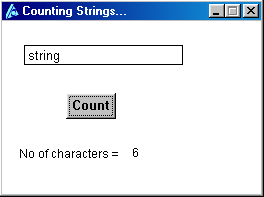 Counting Strings...
string
Count
No of characters = 6